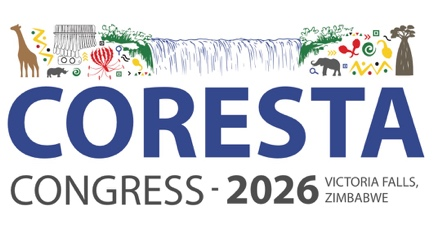 CORESTA
CONGRESS - 2026 VICTORIA FALLS,
ZIMBABWE